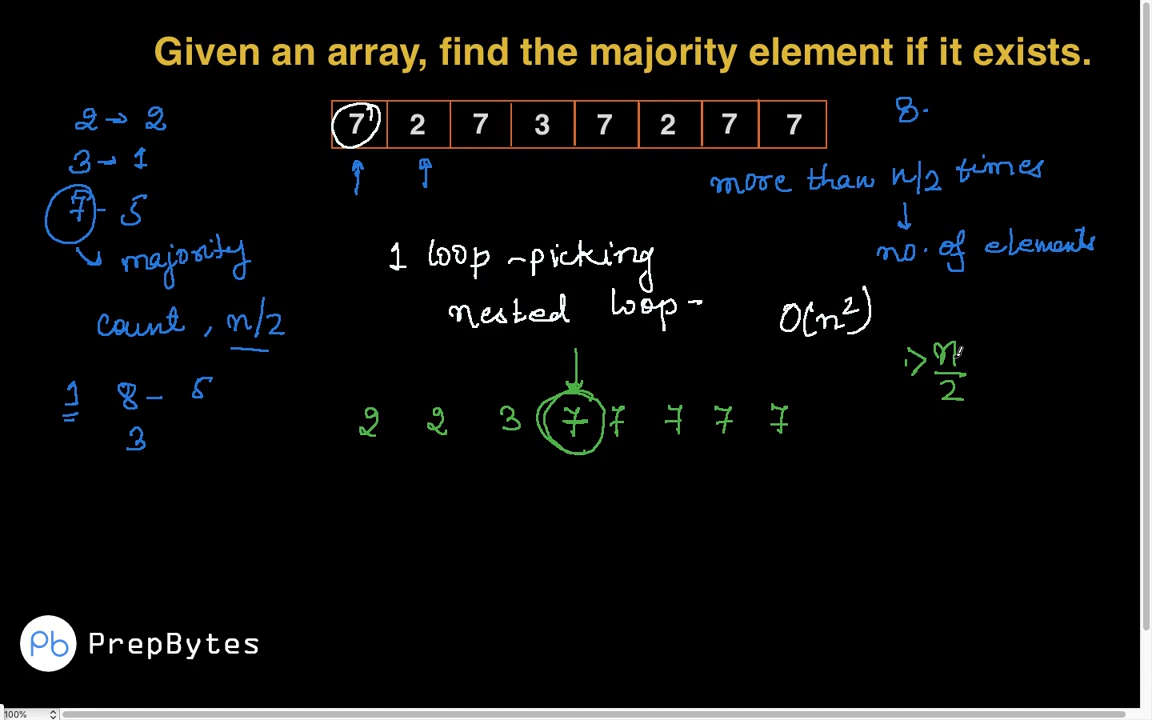 Given an array, find the majority element if it exists.
7 2 7 3 7 2 7 7
8.
2 → 2
3 → 1
7 - 5
majority
count, n/2
1 8 - 5
3
more than n/2 times
no. of elements
1 loop - picking
nested loop -
O(n²)
> n/2
2 2 3 7 7 7 7 7
Pb PrepBytes
100%